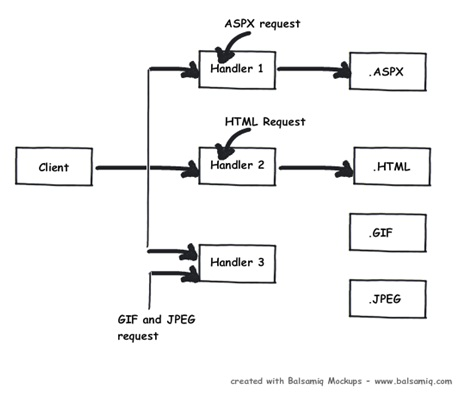 ASPX request
Handler 1
.ASPX
HTML Request
Client
Handler 2
.HTML
.GIF
Handler 3
.JPEG
GIF and JPEG
request
created with Balsamiq Mockups - www.balsamiq.com